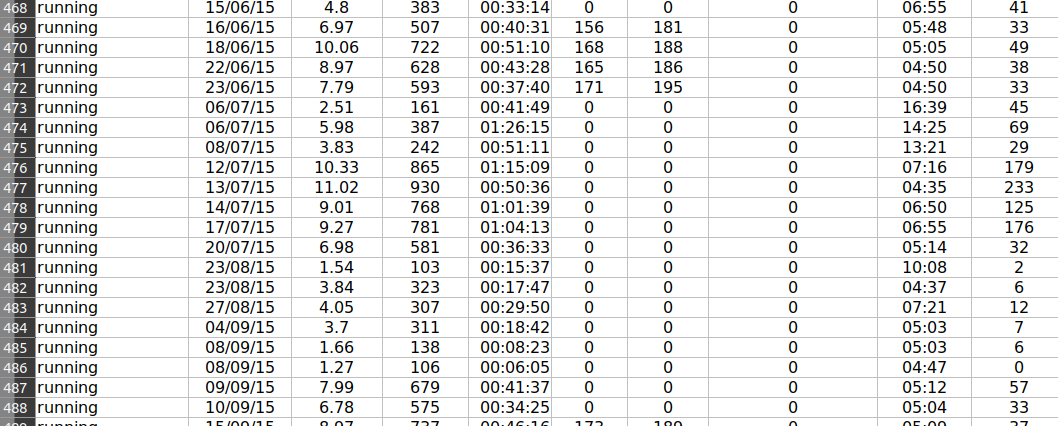 468 running 15/06/15 4.8 383 00:33:14 0 0 0 06:55 41
469 running 16/06/15 6.97 507 00:40:31 156 181 0 05:48 33
470 running 18/06/15 10.06 722 00:51:10 168 188 0 05:05 49
471 running 22/06/15 8.97 628 00:43:28 165 186 0 04:50 38
472 running 23/06/15 7.79 593 00:37:40 171 195 0 04:50 33
473 running 06/07/15 2.51 161 00:41:49 0 0 0 16:39 45
474 running 06/07/15 5.98 387 01:26:15 0 0 0 14:25 69
475 running 08/07/15 3.83 242 00:51:11 0 0 0 13:21 29
476 running 12/07/15 10.33 865 01:15:09 0 0 0 07:16 179
477 running 13/07/15 11.02 930 00:50:36 0 0 0 04:35 233
478 running 14/07/15 9.01 768 01:01:39 0 0 0 06:50 125
479 running 17/07/15 9.27 781 01:04:13 0 0 0 06:55 176
480 running 20/07/15 6.98 581 00:36:33 0 0 0 05:14 32
481 running 23/08/15 1.54 103 00:15:37 0 0 0 10:08 2
482 running 23/08/15 3.84 323 00:17:47 0 0 0 04:37 6
483 running 27/08/15 4.05 307 00:29:50 0 0 0 07:21 12
484 running 04/09/15 3.7 311 00:18:42 0 0 0 05:03 7
485 running 08/09/15 1.66 138 00:08:23 0 0 0 05:03 6
486 running 08/09/15 1.27 106 00:06:05 0 0 0 04:47 0
487 running 09/09/15 7.99 679 00:41:37 0 0 0 05:12 57
488 running 10/09/15 6.78 575 00:34:25 0 0 0 05:04 33
running 15/09/15 8.97 737 00:46:16 173 189 0 05:09 37